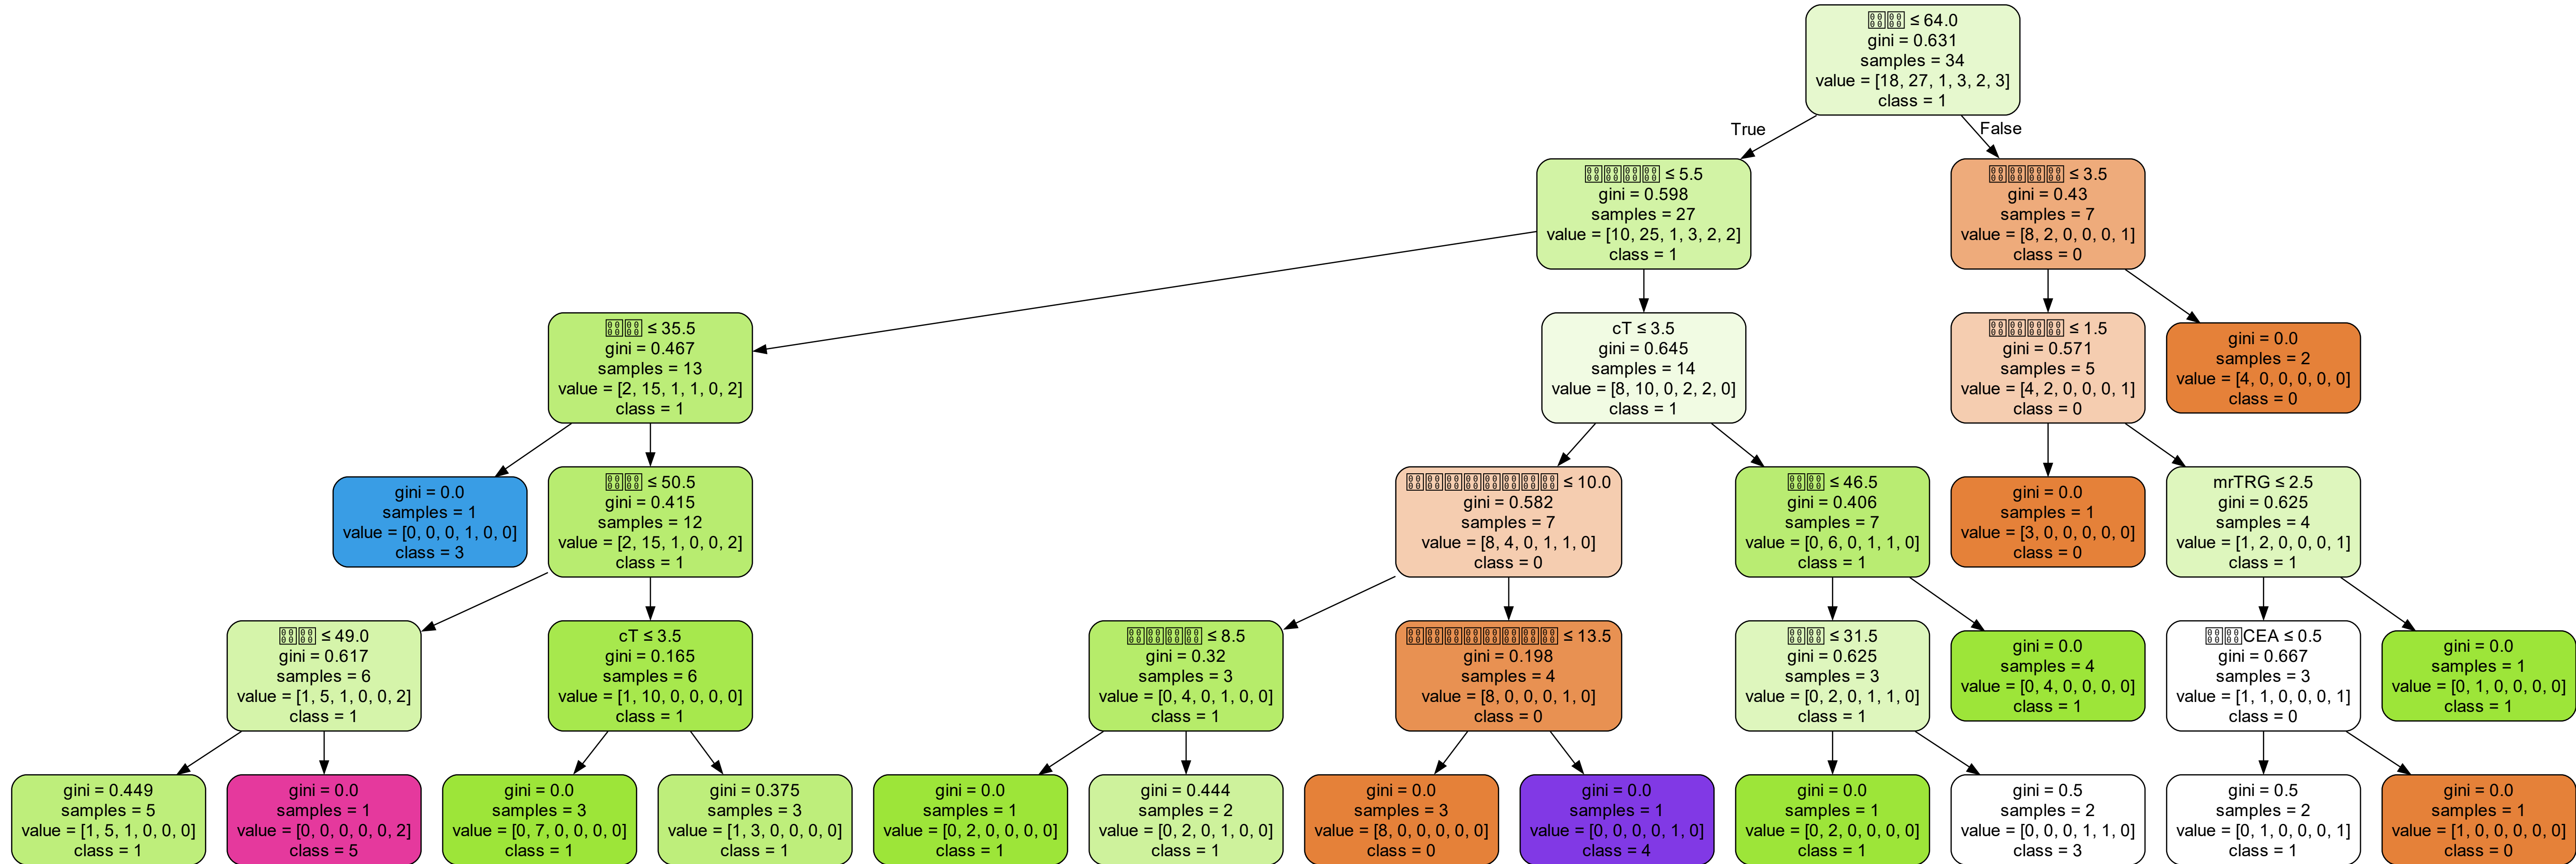 ≤ 64.0
gini = 0.631
samples = 34
value = [18, 27, 1, 3, 2, 3]
class = 1
True
False
≤ 5.5
gini = 0.598
samples = 27
value = [10, 25, 1, 3, 2, 2]
class = 1
≤ 3.5
gini = 0.43
samples = 7
value = [8, 2, 0, 0, 0, 1]
class = 0
≤ 35.5
gini = 0.467
samples = 13
value = [2, 15, 1, 1, 0, 2]
class = 1
cT ≤ 3.5
gini = 0.645
samples = 14
value = [8, 10, 0, 2, 2, 0]
class = 1
≤ 1.5
gini = 0.571
samples = 5
value = [4, 2, 0, 0, 0, 1]
class = 0
gini = 0.0
samples = 2
value = [4, 0, 0, 0, 0, 0]
class = 0
gini = 0.0
samples = 1
value = [0, 0, 0, 1, 0, 0]
class = 3
≤ 50.5
gini = 0.415
samples = 12
value = [2, 15, 1, 0, 0, 2]
class = 1
≤ 10.0
gini = 0.582
samples = 7
value = [8, 4, 0, 1, 1, 0]
class = 0
≤ 46.5
gini = 0.406
samples = 7
value = [0, 6, 0, 1, 1, 0]
class = 1
gini = 0.0
samples = 1
value = [3, 0, 0, 0, 0, 0]
class = 0
mrTRG ≤ 2.5
gini = 0.625
samples = 4
value = [1, 2, 0, 0, 0, 1]
class = 1
≤ 49.0
gini = 0.617
samples = 6
value = [1, 5, 1, 0, 0, 2]
class = 1
cT ≤ 3.5
gini = 0.165
samples = 6
value = [1, 10, 0, 0, 0, 0]
class = 1
≤ 8.5
gini = 0.32
samples = 3
value = [0, 4, 0, 1, 0, 0]
class = 1
≤ 13.5
gini = 0.198
samples = 4
value = [8, 0, 0, 0, 1, 0]
class = 0
≤ 31.5
gini = 0.625
samples = 3
value = [0, 2, 0, 1, 1, 0]
class = 1
gini = 0.0
samples = 4
value = [0, 4, 0, 0, 0, 0]
class = 1
CEA ≤ 0.5
gini = 0.667
samples = 3
value = [1, 1, 0, 0, 0, 1]
class = 0
gini = 0.0
samples = 1
value = [0, 1, 0, 0, 0, 0]
class = 1
gini = 0.449
samples = 5
value = [1, 5, 1, 0, 0, 0]
class = 1
gini = 0.0
samples = 1
value = [0, 0, 0, 0, 0, 2]
class = 5
gini = 0.0
samples = 3
value = [0, 7, 0, 0, 0, 0]
class = 1
gini = 0.375
samples = 3
value = [1, 3, 0, 0, 0, 0]
class = 1
gini = 0.0
samples = 1
value = [0, 2, 0, 0, 0, 0]
class = 1
gini = 0.444
samples = 2
value = [0, 2, 0, 1, 0, 0]
class = 1
gini = 0.0
samples = 3
value = [8, 0, 0, 0, 0, 0]
class = 0
gini = 0.0
samples = 1
value = [0, 0, 0, 0, 1, 0]
class = 4
gini = 0.0
samples = 1
value = [0, 2, 0, 0, 0, 0]
class = 1
gini = 0.5
samples = 2
value = [0, 0, 0, 1, 1, 0]
class = 3
gini = 0.5
samples = 2
value = [0, 1, 0, 0, 0, 1]
class = 1
gini = 0.0
samples = 1
value = [1, 0, 0, 0, 0, 0]
class = 0